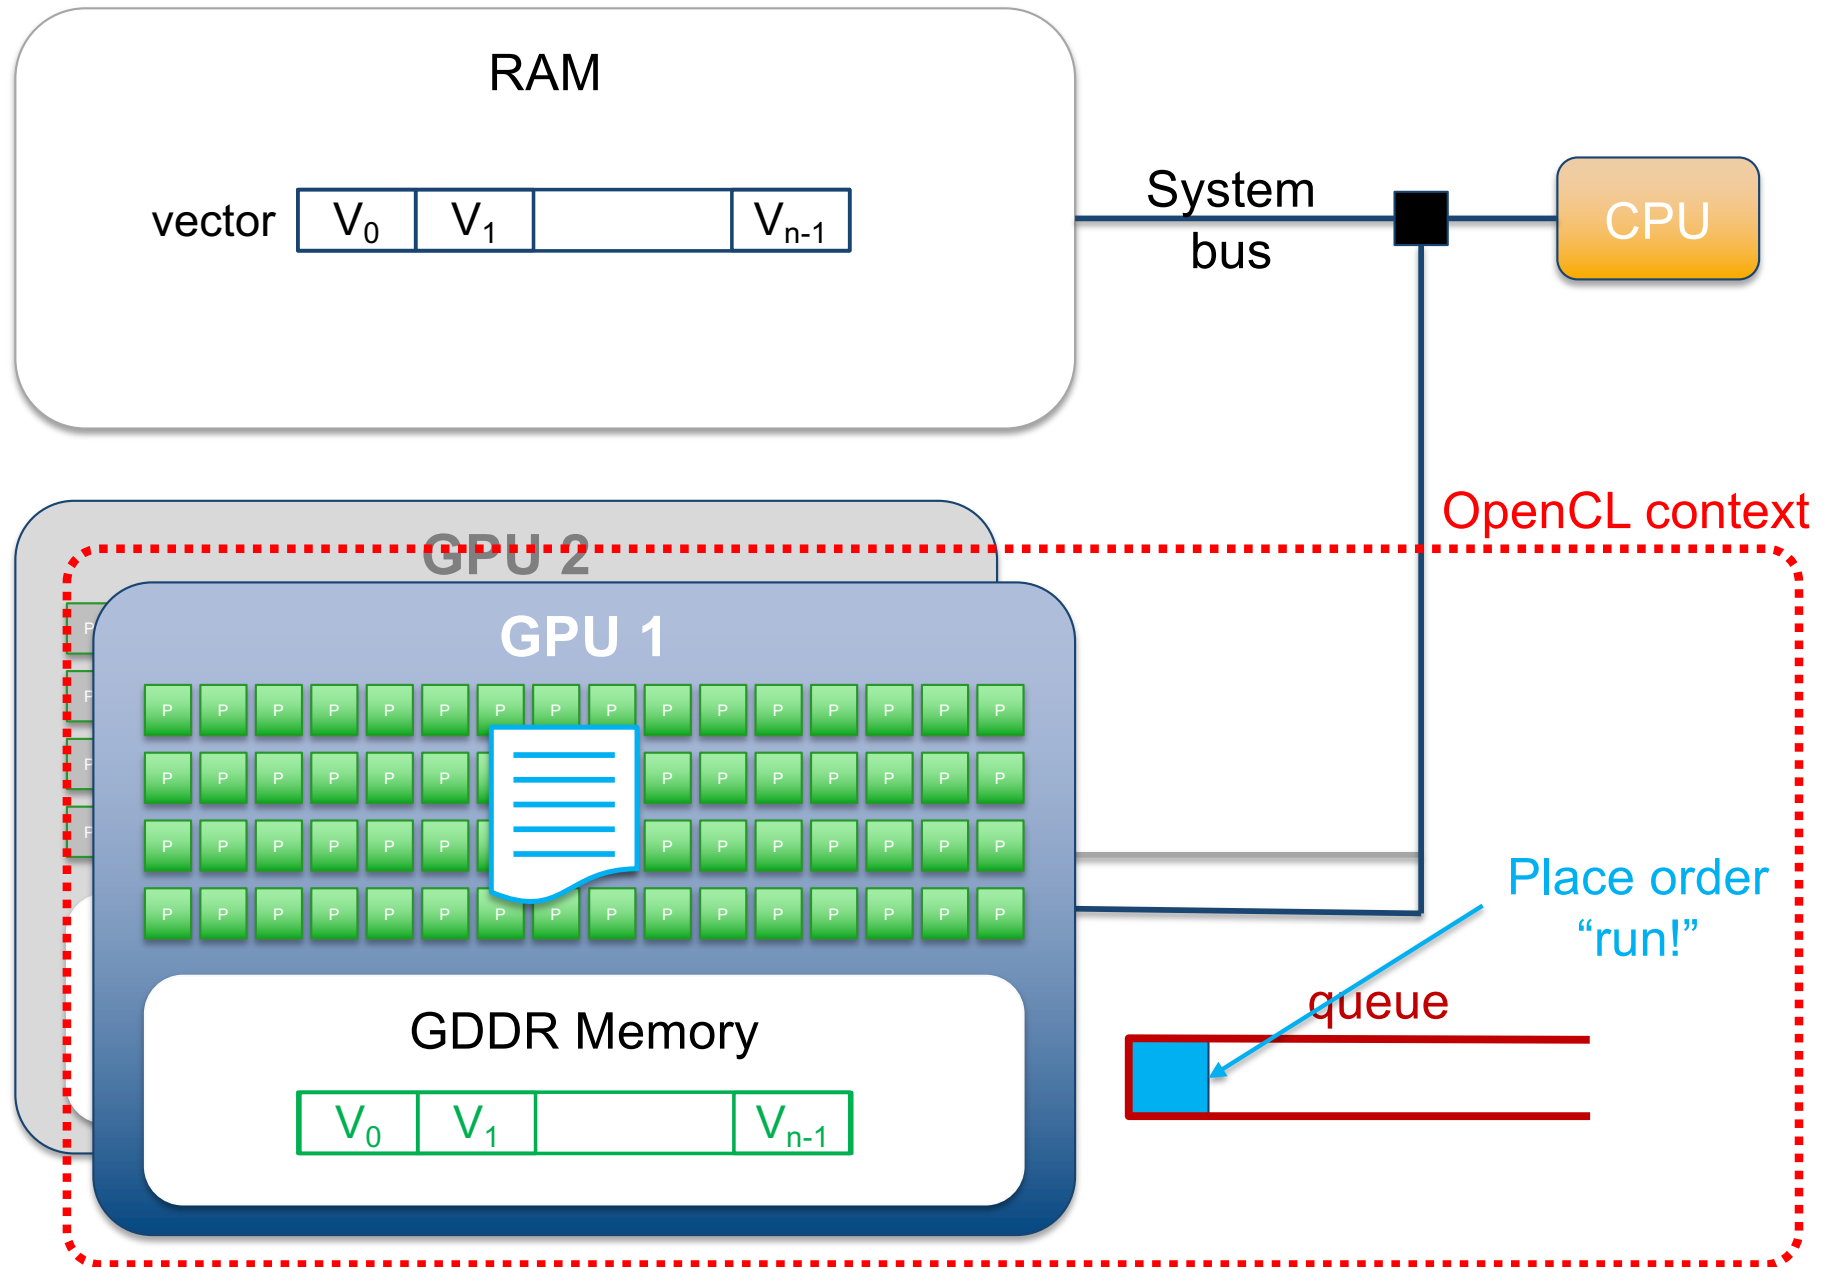 RAM
vector V0 V1 Vn-1
System
bus
CPU
OpenCL context
GPU 2
GPU 1
P
P P P P P P P P P P P P P P P P
P
P P P P P P P P P P P P P
P
P P P P P P P P P P P P P
P
P P P P P P P P P P P P P P P P
Place order
“run!”
queue
GDDR Memory
V0 V1 Vn-1